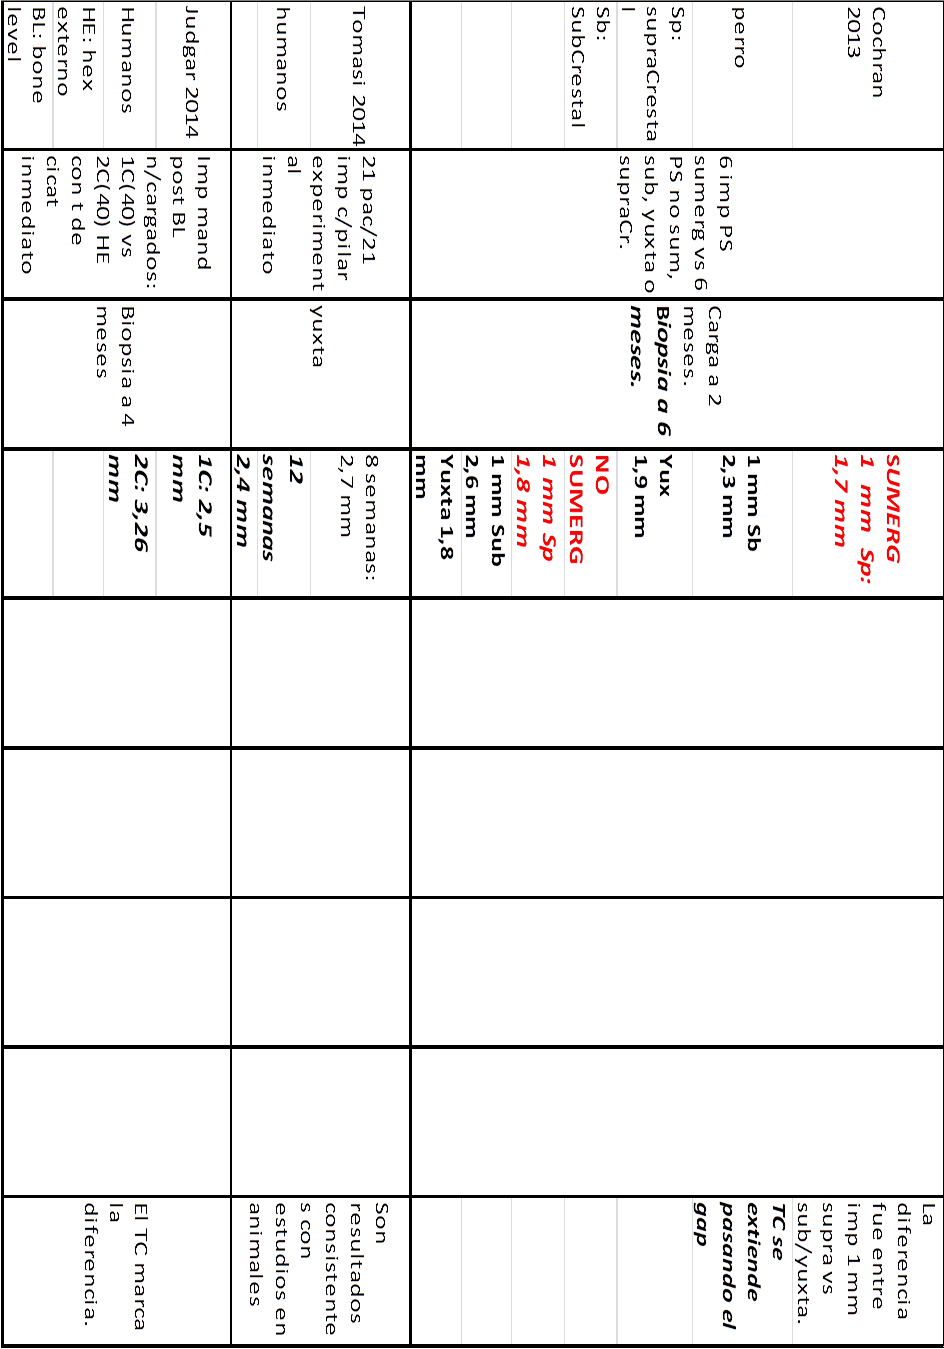 Cochran
2013
perro
Sp:
supraCresta
l
Sb:
SubCrestal
6 imp PS
sumerg vs 6
PS no sum,
sub, yuxta o
supraCr.
Carga a 2
meses.
Biopsia a 6
meses.
SUMERG
1 mm Sp:
1,7 mm
1 mm Sb
2,3 mm
Yux
1,9 mm
NO
SUMERG
1 mm Sp
1,8 mm
1 mm Sub
2,6 mm
Yuxta 1,8
mm
La
diferencia
fue entre
imp 1 mm
supra vs
sub/yuxta.
TC se
extiende
pasando el
gap
Tomasi 2014
humanos
21 pac/21
imp c/pilar
experiment
al
inmediato
yuxta
8 semanas:
2,7 mm
12
semanas
2,4 mm
Son
resultados
consistente
s con
estudios en
animales
Judgar 2014
Humanos
HE: hex
externo
BL: bone
level
Imp mand
post BL
n/cargados:
1C(40) vs
2C(40) HE
con t de
cicat
inmediato
Biopsia a 4
meses
1C: 2,5
mm
2C: 3,26
mm
El TC marca
la
diferencia.